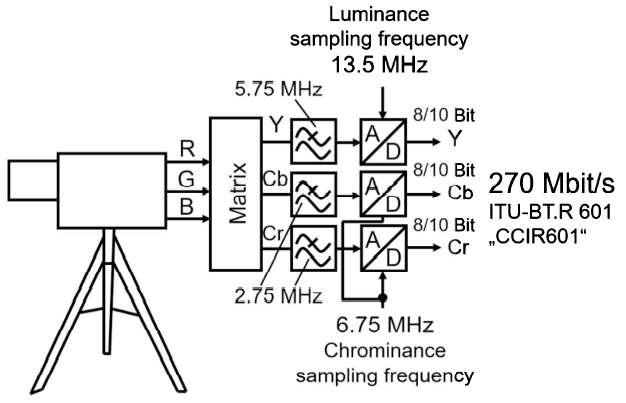 Luminance
sampling frequency
13.5 MHz
5.75 MHz
8/10 Bit
R
Y
A
D
Y
G
Matrix
Cb
8/10 Bit
A
D
Cb
270 Mbit/s
B
ITU-BT.R 601
Cr
8/10 Bit
A
D
Cr
„CCIR601“
2.75 MHz
6.75 MHz
Chrominance
sampling frequency